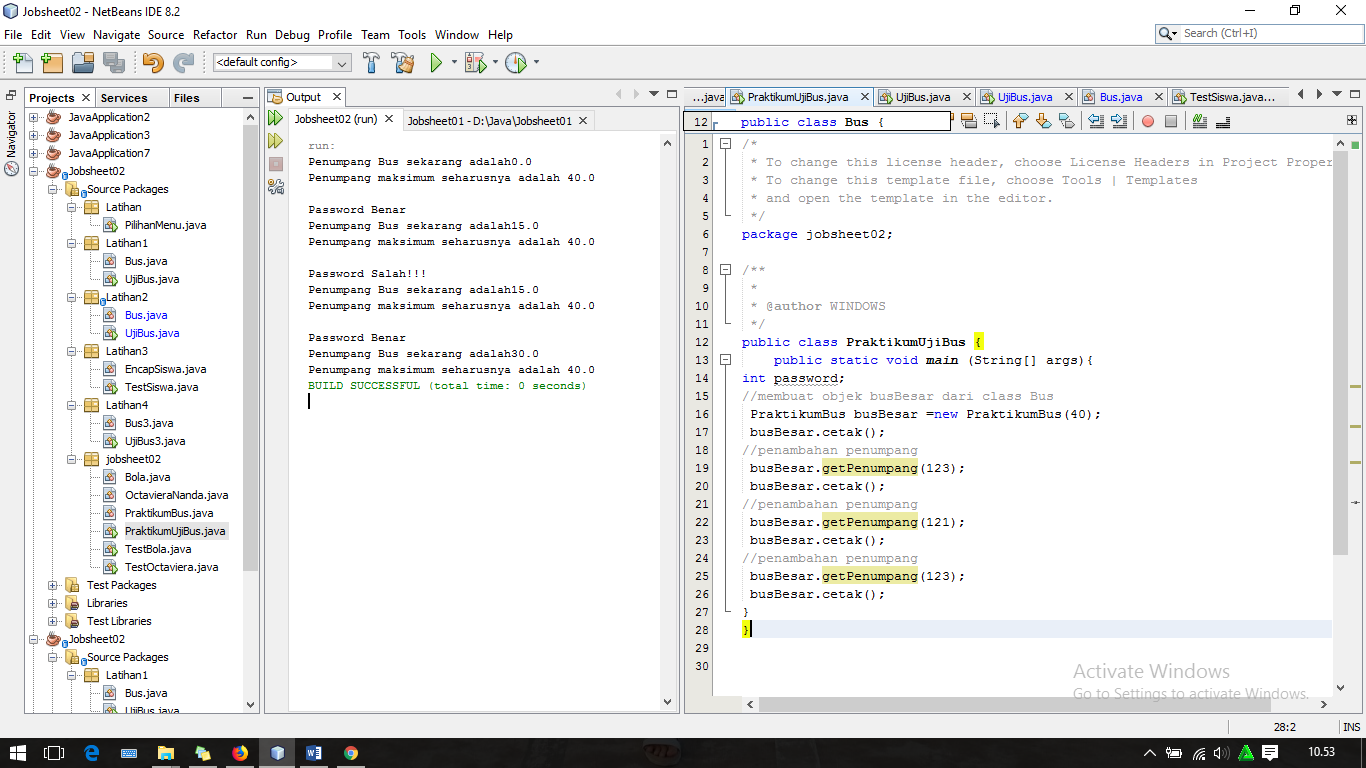 Jobsheet02 - NetBeans IDE 8.2
File Edit View Navigate Source Refactor Run Debug Profile Team Tools Window Help
Search (Ctrl+I)
<default config>
Navigator
Projects Services Files
JavaApplication2
JavaApplication3
JavaApplication7
Jobsheet02
Source Packages
Latihan
PilihanMenu.java
Latihan1
Bus.java
UjiBus.java
Latihan2
Bus.java
UjiBus.java
Latihan3
EncapSiswa.java
TestSiswa.java
Latihan4
Bus3.java
UjiBus3.java
jobsheet02
Bola.java
OctavieraNanda.java
PraktikumBus.java
PraktikumUjiBus.java
TestBola.java
TestOctaviera.java
Test Packages
Libraries
Test Libraries
Jobsheet02
Source Packages
Latihan1
Bus.java
UjiBus.java
Output
Jobsheet02 (run) Jobsheet01 - D:\Java\Jobsheet01
run:
Penumpang Bus sekarang adalah0.0
Penumpang maksimum seharusnya adalah 40.0
Password Benar
Penumpang Bus sekarang adalah15.0
Penumpang maksimum seharusnya adalah 40.0
Password Salah!!!
Penumpang Bus sekarang adalah15.0
Penumpang maksimum seharusnya adalah 40.0
Password Benar
Penumpang Bus sekarang adalah30.0
Penumpang maksimum seharusnya adalah 40.0
BUILD SUCCESSFUL (total time: 0 seconds)
...java PraktikumUjiBus.java UjiBus.java UjiBus.java Bus.java TestSiswa.java...
12 public class Bus {
1 /*
2 * To change this license header, choose License Headers in Project Proper
3 * To change this template file, choose Tools | Templates
4 * and open the template in the editor.
5 */
6 package jobsheet02;
7
8 /**
9 *
10 * @author WINDOWS
11 */
12 public class PraktikumUjiBus {
13 public static void main (String[] args){
14 int password;
15 //membuat objek busBesar dari class Bus
16 PraktikumBus busBesar =new PraktikumBus(40);
17 busBesar.cetak();
18 //penambahan penumpang
19 busBesar.getPenumpang(123);
20 busBesar.cetak();
21 //penambahan penumpang
22 busBesar.getPenumpang(121);
23 busBesar.cetak();
24 //penambahan penumpang
25 busBesar.getPenumpang(123);
26 busBesar.cetak();
27 }
28 }
29
30
Activate Windows
Go to Settings to activate Windows.
28:2 INS
10.53